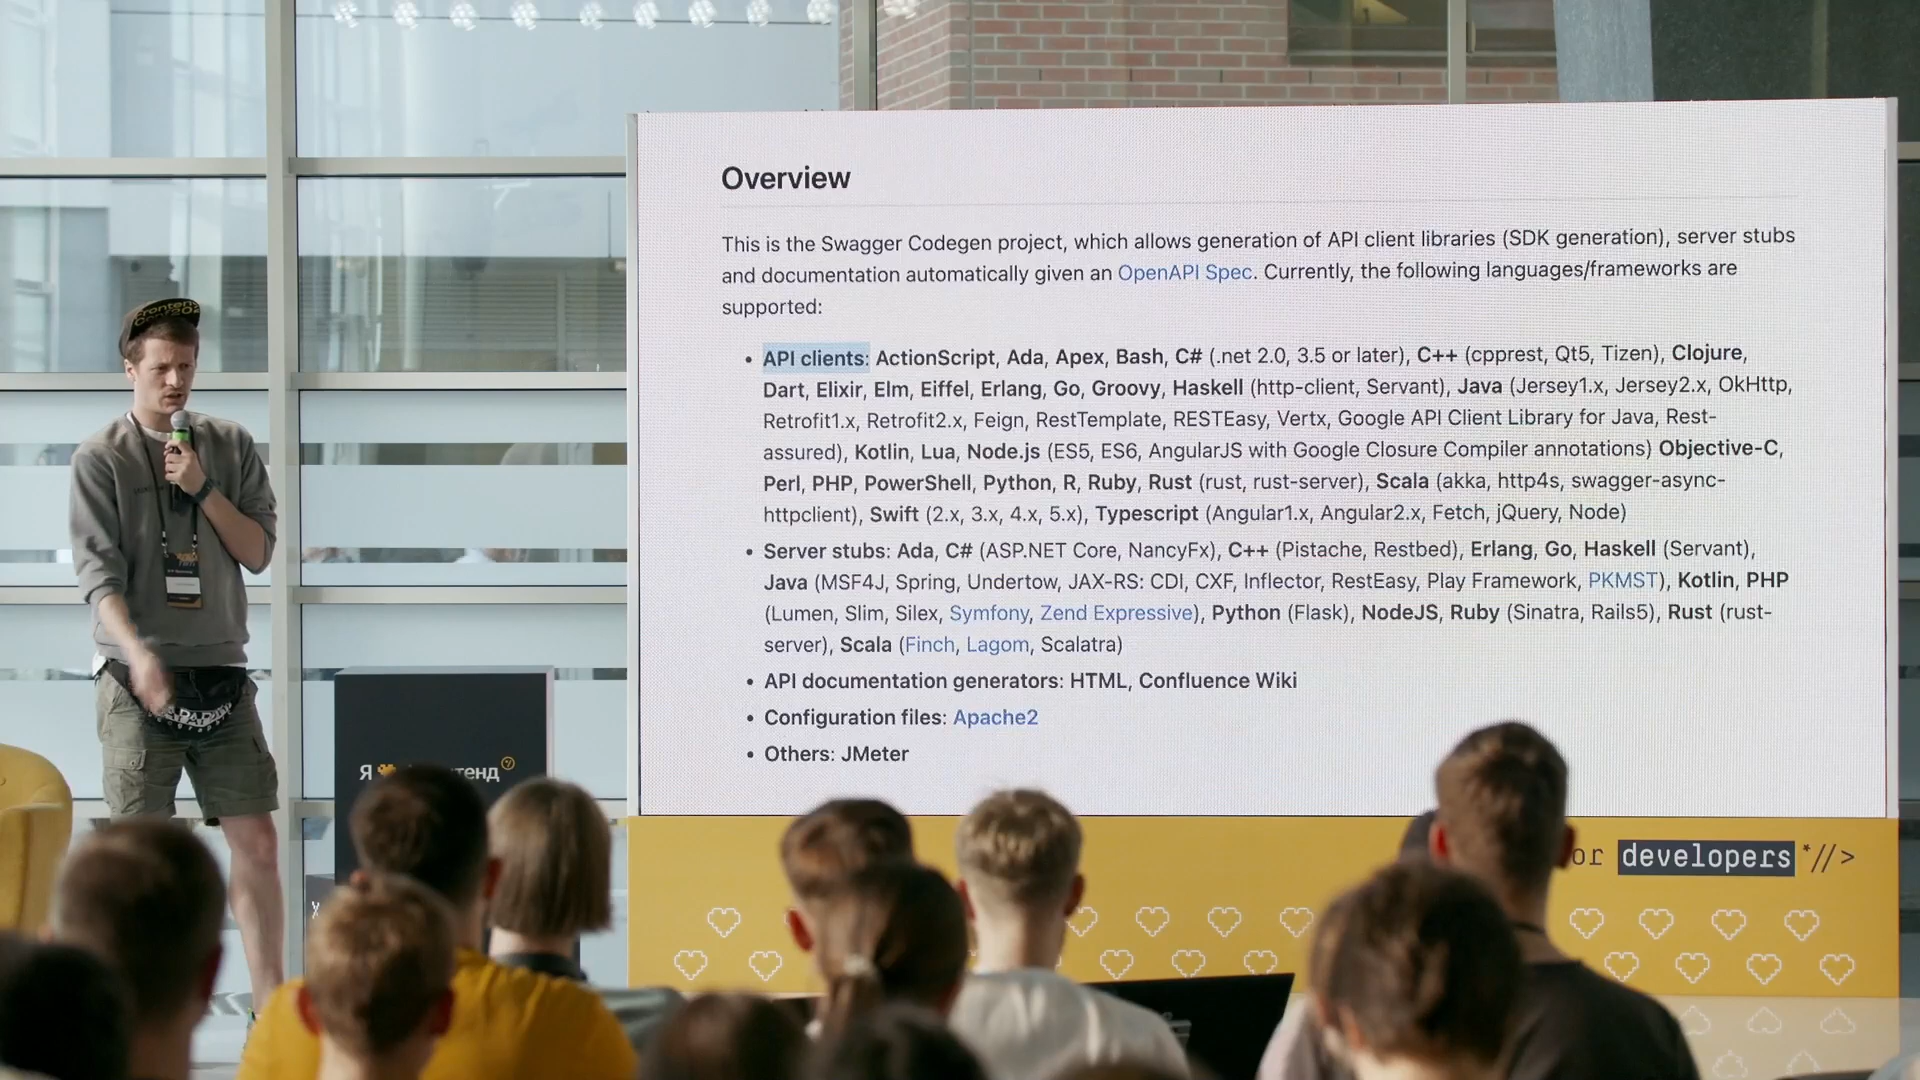 Overview
This is the Swagger Codegen project, which allows generation of API client libraries (SDK generation), server stubs
and documentation automatically given an OpenAPI Spec. Currently, the following languages/frameworks are
supported:
• API clients: ActionScript, Ada, Apex, Bash, C# (.net 2.0, 3.5 or later), C++ (cpprest, Qt5, Tizen), Clojure,
Dart, Elixir, Elm, Eiffel, Erlang, Go, Groovy, Haskell (http-client, Servant), Java (Jersey1.x, Jersey2.x, OkHttp,
Retrofit1.x, Retrofit2.x, Feign, RestTemplate, RESTEasy, Vertx, Google API Client Library for Java, Rest-
assured), Kotlin, Lua, Node.js (ES5, ES6, AngularJS with Google Closure Compiler annotations) Objective-C,
Perl, PHP, PowerShell, Python, R, Ruby, Rust (rust, rust-server), Scala (akka, http4s, swagger-async-
httpclient), Swift (2.x, 3.x, 4.x, 5.x), Typescript (Angular1.x, Angular2.x, Fetch, jQuery, Node)
• Server stubs: Ada, C# (ASP.NET Core, NancyFx), C++ (Pistache, Restbed), Erlang, Go, Haskell (Servant),
Java (MSF4J, Spring, Undertow, JAX-RS: CDI, CXF, Inflector, RestEasy, Play Framework, PKMST), Kotlin, PHP
(Lumen, Slim, Silex, Symfony, Zend Expressive), Python (Flask), NodeJS, Ruby (Sinatra, Rails5), Rust (rust-
server), Scala (Finch, Lagom, Scalatra)
• API documentation generators: HTML, Confluence Wiki
• Configuration files: Apache2
• Others: JMeter
Я
or developers *//>